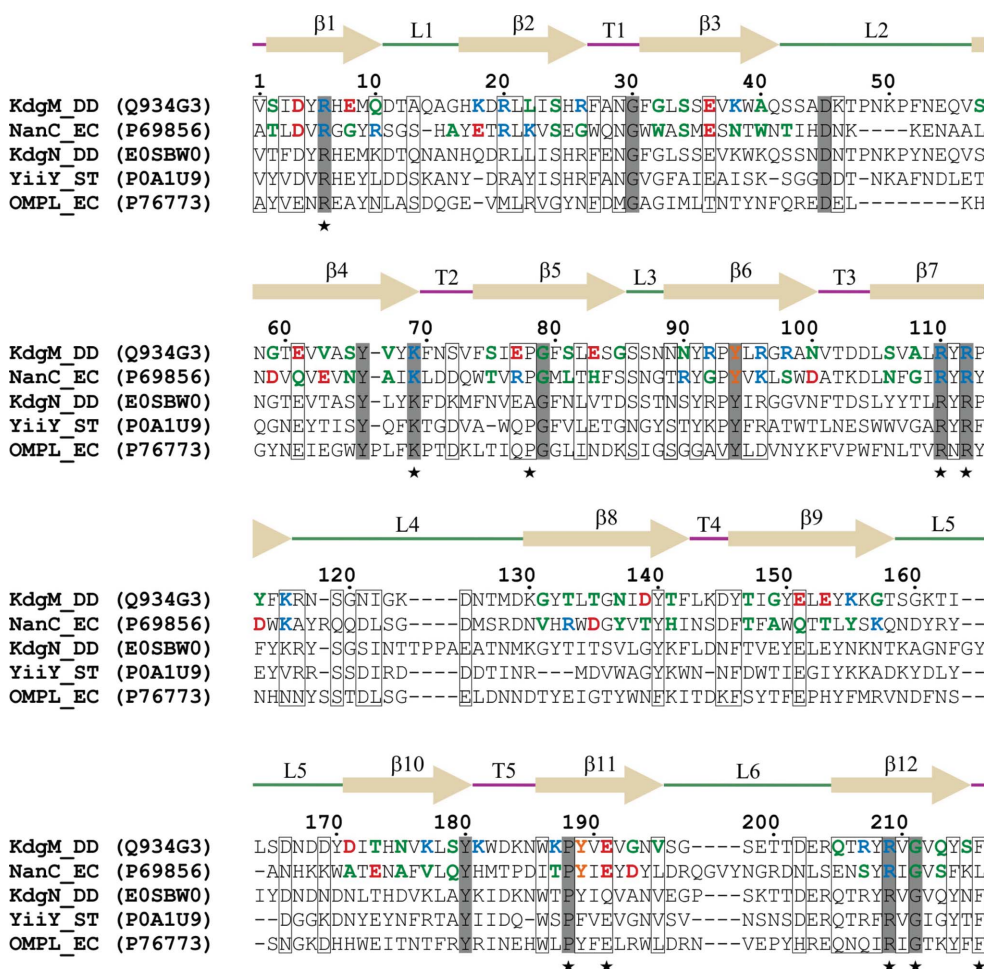 β1 L1 β2 T1 β3 L2
1 10 20 30 40 50
KdgM_DD (Q934G3) VSIDYRHEMQDTAQAGHKDRLLISHRFANGFGLSSEVKWAQSSADKTPNKPFNEQVS
NanC_EC (P69856) ATLDVRGGYRSGS-HAYETRLKVSEGWQNGWWASMESNTWNTIHDNK----KENAAL
KdgN_DD (E0SBW0) VTFDYRHEMKDTQNANHQDRLLISHRFENGFGLSSEVKWKQSSNDNTPNKPYNEQVS
YiiY_ST (P0A1U9) VYVDVRHEYLDDSKANY-DRAYISHRFANGVGFAIEAISK-SGGDDT-NKAFNDLET
OMPL_EC (P76773) AYVENREAYNLASDQGE-VMLRVGYNFDMGAGIMLTNTYNFQREDEL--------KH
★
β4 T2 β5 L3 β6 T3 β7
60 70 80 90 100 110
KdgM_DD (Q934G3) NGTEVVASY-VYKFNSVFSIEPGFSLESGSSNNNYRPYLRGRANVTDDLSVALRYRP
NanC_EC (P69856) NDVQVEVNY-AIKLDDQWTVRPGMLTHFSSNGTRYGPYVKLSWDATKDLNFGIRYRY
KdgN_DD (E0SBW0) NGTEVTASY-LYKFDKMFNVEAGFNLVTDSSTNSYRPYIRGGVNFTDSLYYTLRYRP
YiiY_ST (P0A1U9) QGNEYTISY-QFKTGDVA-WQPGFVLETGNGYSTYKPYFRATWTLNESWWVGARYRF
OMPL_EC (P76773) GYNEIEGWYPLFKPTDKLTIQPGGLINDKSIGSGGAVYLDVNYKFVPWFNLTVRNRY
★ ★ ★ ★
L4 β8 T4 β9 L5
120 130 140 150 160
KdgM_DD (Q934G3) YFKRN-SGNIGK----DNTMDKGYTLTGNIDYTFLKDYTIGYELEYKKGTSGKTI--
NanC_EC (P69856) DWKAYRQQDLSG----DMSRDNVHRWDGYVTYHINSDFTFAWQTTLYSKQNDYRY--
KdgN_DD (E0SBW0) FYKRY-SGSINTTPPAEATNMKGYTITSVLGYKFLDNFTVEYELEYNKNTKAGNFGY
YiiY_ST (P0A1U9) EYVRR-SSDIRD----DDTINR---MDVWAGYKWN-NFDWTIEGIYKKADKYDLY--
OMPL_EC (P76773) NHNNYSSTDLSG----ELDNNDTYEIGTYWNFKITDKFSYTFEPHYFMRVNDFNS--
L5 β10 T5 β11 L6 β12
170 180 190 200 210
KdgM_DD (Q934G3) LSDNDDYDITHNVKLSYKWDKNWKPYVEVGNVSG---SETTDERQTRYRVGVQYSF
NanC_EC (P69856) -ANHKKWATENAFVLQYHMTPDITPYIEYDYLDRQGVYNGRDNLSENSYRIGVSFKL
KdgN_DD (E0SBW0) IYDNDNDNLTHDVKLAYKINDKWTPYIQVANVEGP---SKTTDERQTRYRVGVQYSF
YiiY_ST (P0A1U9) --DGGKDNYEYNFRTAYIIDQ-WSPFVEVGNVSV----NSNSDERQTRFRVGIGYTF
OMPL_EC (P76773) -SNGKDHHWEITNTFRYRINEHWLPYFELRWLDRN---VEPYHREQNQIRIGTKYFF
★ ★ ★ ★ ★